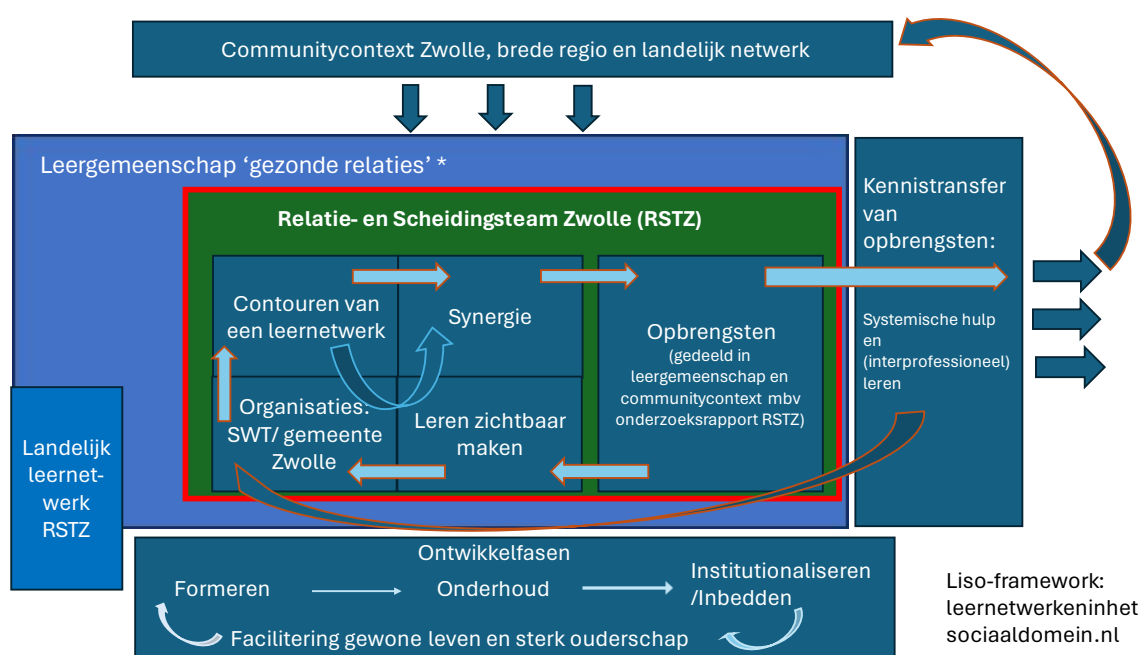 Communitycontext Zwolle, brede regio en landelijk netwerk
Leergemeenschap ‘gezonde relaties’ *
Relatie- en Scheidingsteam Zwolle (RSTZ)
Contouren van
een leernetwerk
Synergie
Opbrengsten
(gedeeld in
leergemeenschap en
communitycontext mbv
onderzoeksrapport RSTZ)
Organisaties:
SWT/ gemeente
Zwolle
Leren zichtbaar
maken
Kennistransfer
van
opbrengsten:
Systemische hulp
en
(interprofessioneel)
leren
Landelijk
leernet-
werk
RSTZ
Ontwikkelfasen
Formeren
Onderhoud
Institutionaliseren
/Inbedden
Facilitering gewone leven en sterk ouderschap
Liso-framework:
leernetwerkeninhet
sociaaldomein.nl